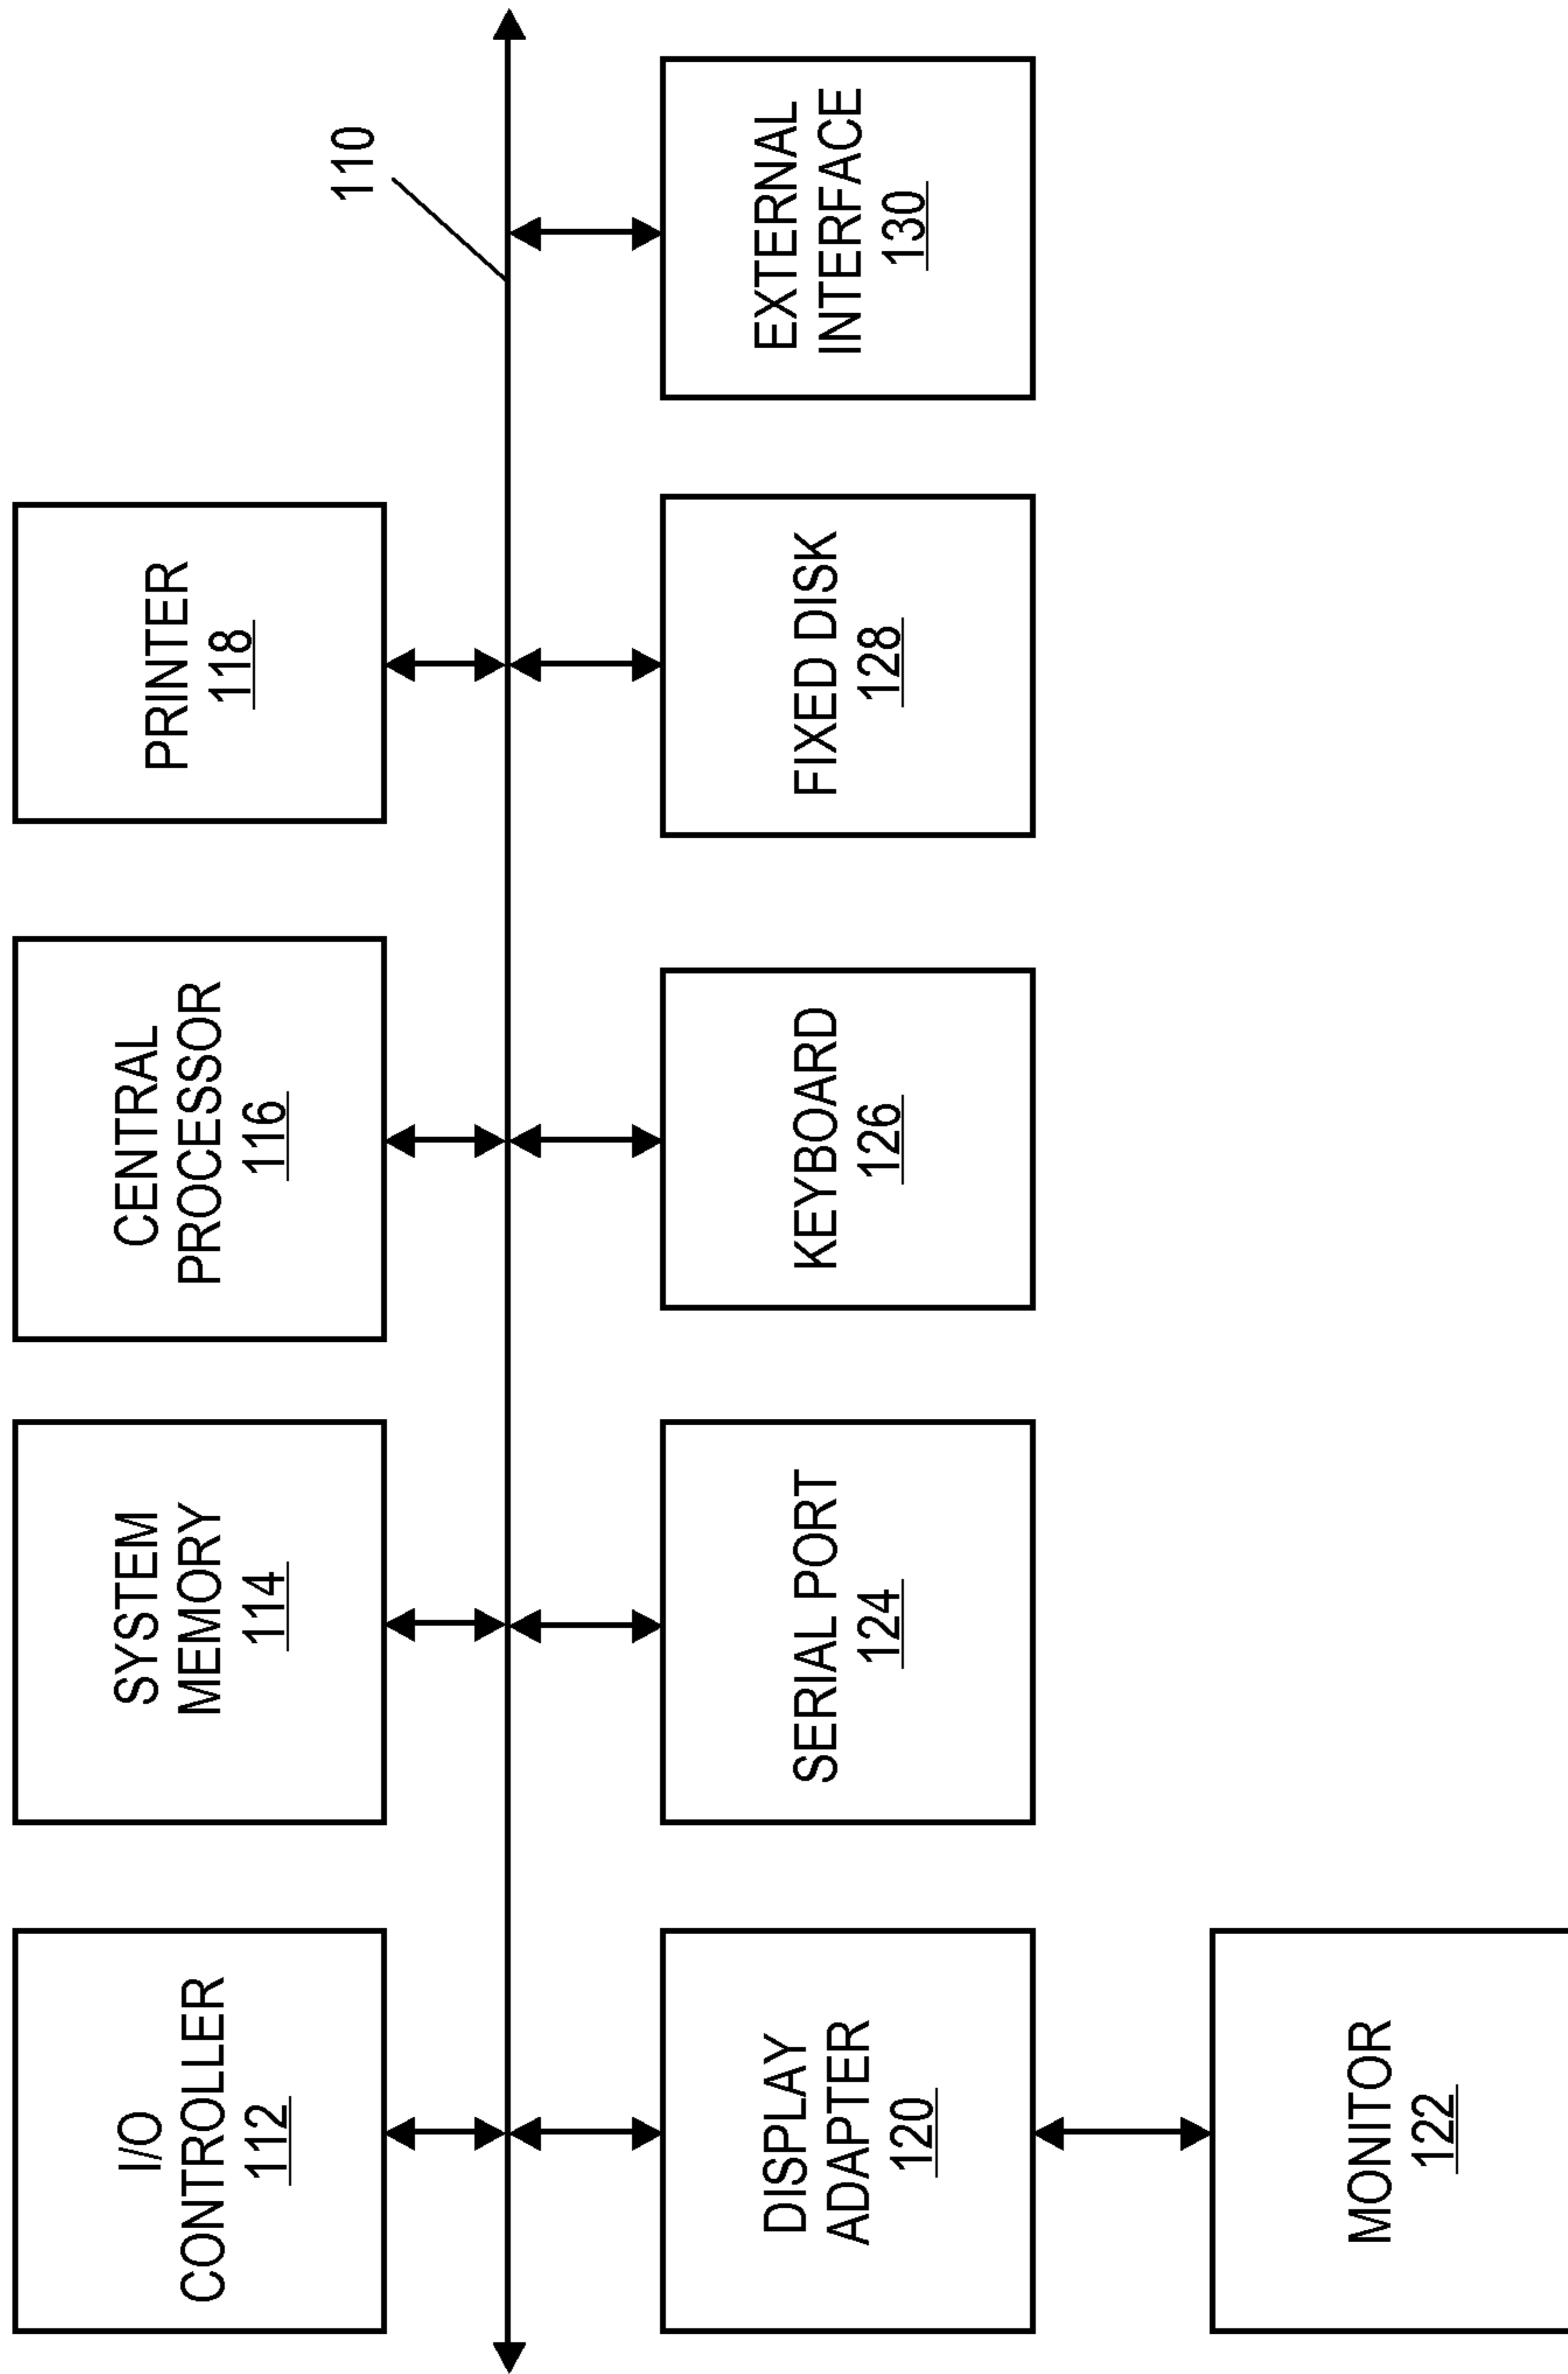 I/O
CONTROLLER
112
SYSTEM
MEMORY
114
CENTRAL
PROCESSOR
116
PRINTER
118
110
DISPLAY
ADAPTER
120
SERIAL PORT
124
KEYBOARD
126
FIXED DISK
128
EXTERNAL
INTERFACE
130
MONITOR
122